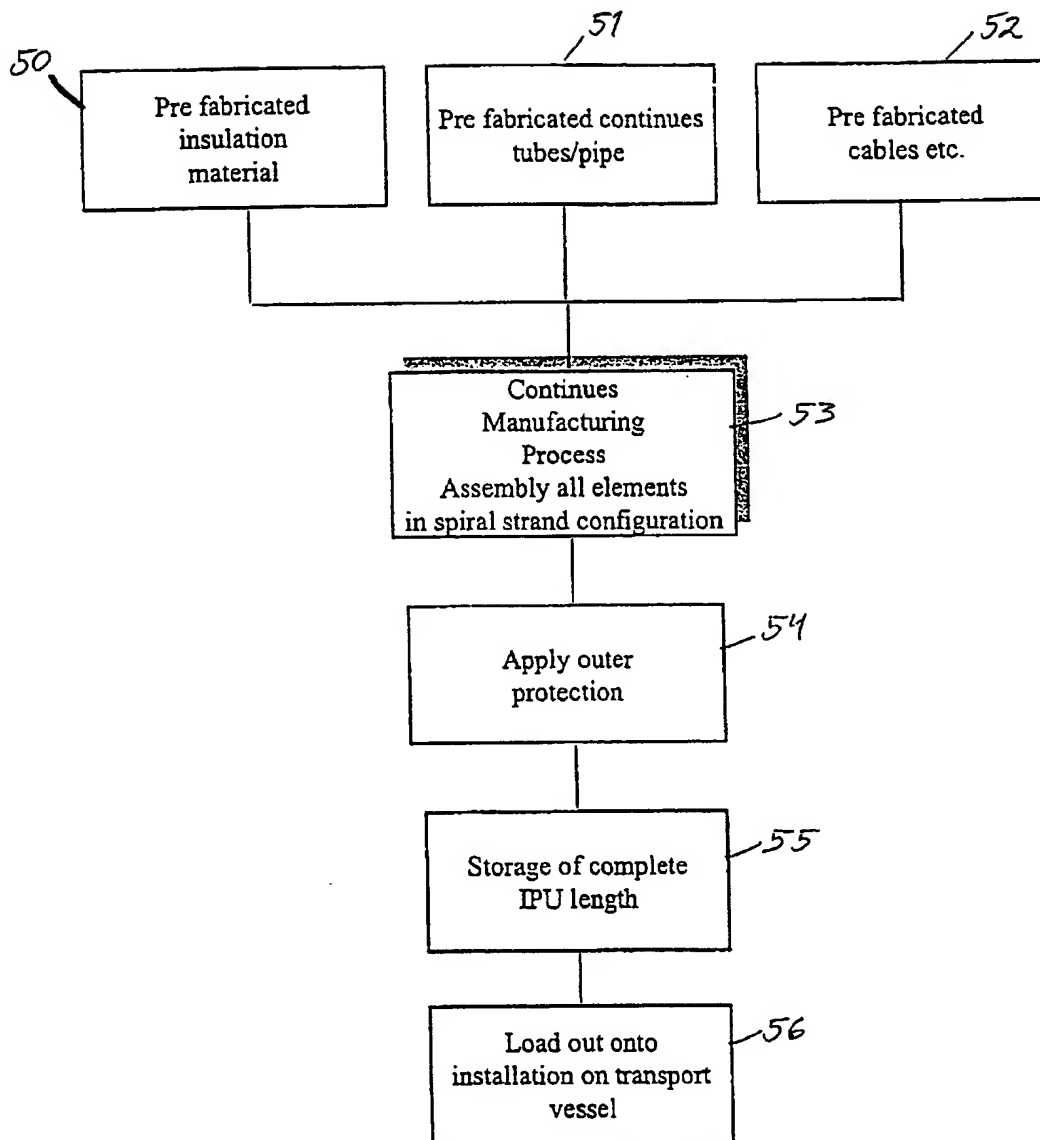 50
51
52
Pre fabricated
insulation
material
Pre fabricated continues
tubes/pipe
Pre fabricated
cables etc.
Continues
Manufacturing
Process
Assembly all elements
in spiral strand configuration
53
Apply outer
protection
54
Storage of complete
IPU length
55
Load out onto
installation on transport
vessel
56